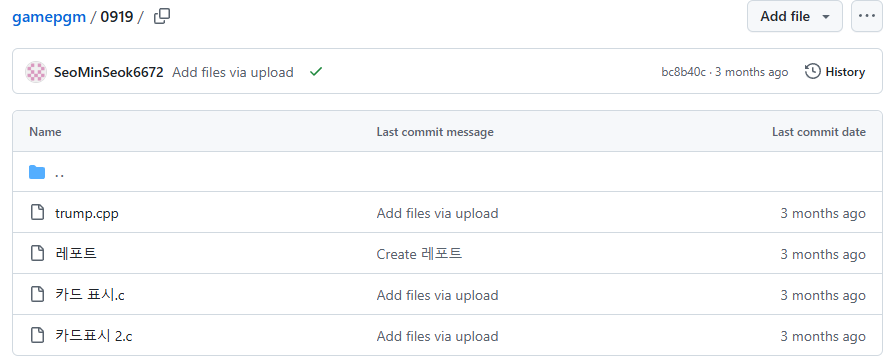 gamepgm / 0919 /
Add file
SeoMinSeok6672 Add files via upload
bc8b40c · 3 months ago
History
Name Last commit message Last commit date
..
trump.cpp Add files via upload 3 months ago
레포트 Create 레포트 3 months ago
카드 표시.c Add files via upload 3 months ago
카드표시 2.c Add files via upload 3 months ago